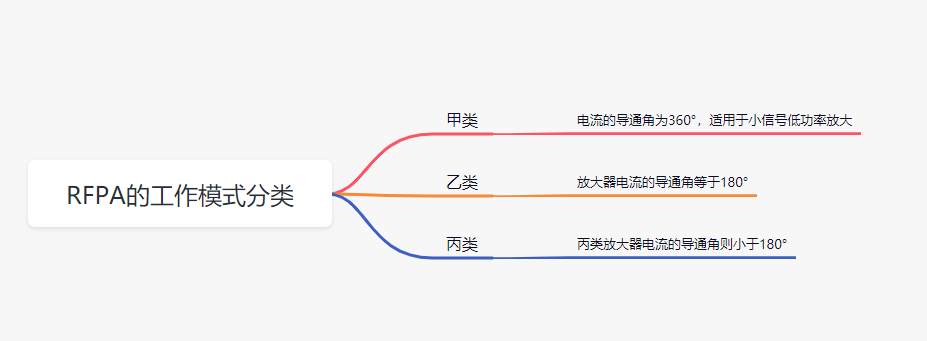 RFPA的工作模式分类
甲类
电流的导通角为360°，适用于小信号低功率放大
乙类
放大器电流的导通角等于180°
丙类
丙类放大器电流的导通角则小于180°